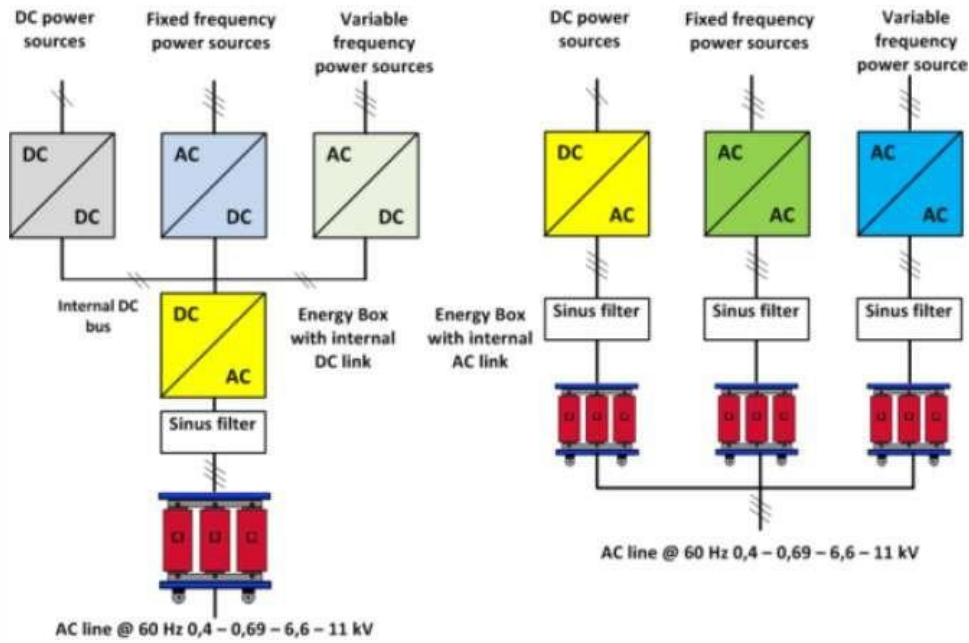 DC power
sources
Fixed frequency
power sources
Variable
frequency
power sources
DC
DC
AC
DC
AC
DC
Internal DC
bus
DC
AC
Energy Box
with internal
DC link
Sinus filter
AC line @ 60 Hz 0,4 – 0,69 – 6,6 – 11 kV
DC power
sources
Fixed frequency
power sources
Variable
frequency
power source
DC
AC
AC
AC
AC
AC
Energy Box
with internal
AC link
Sinus filter
Sinus filter
Sinus filter
AC line @ 60 Hz 0,4 – 0,69 – 6,6 – 11 kV